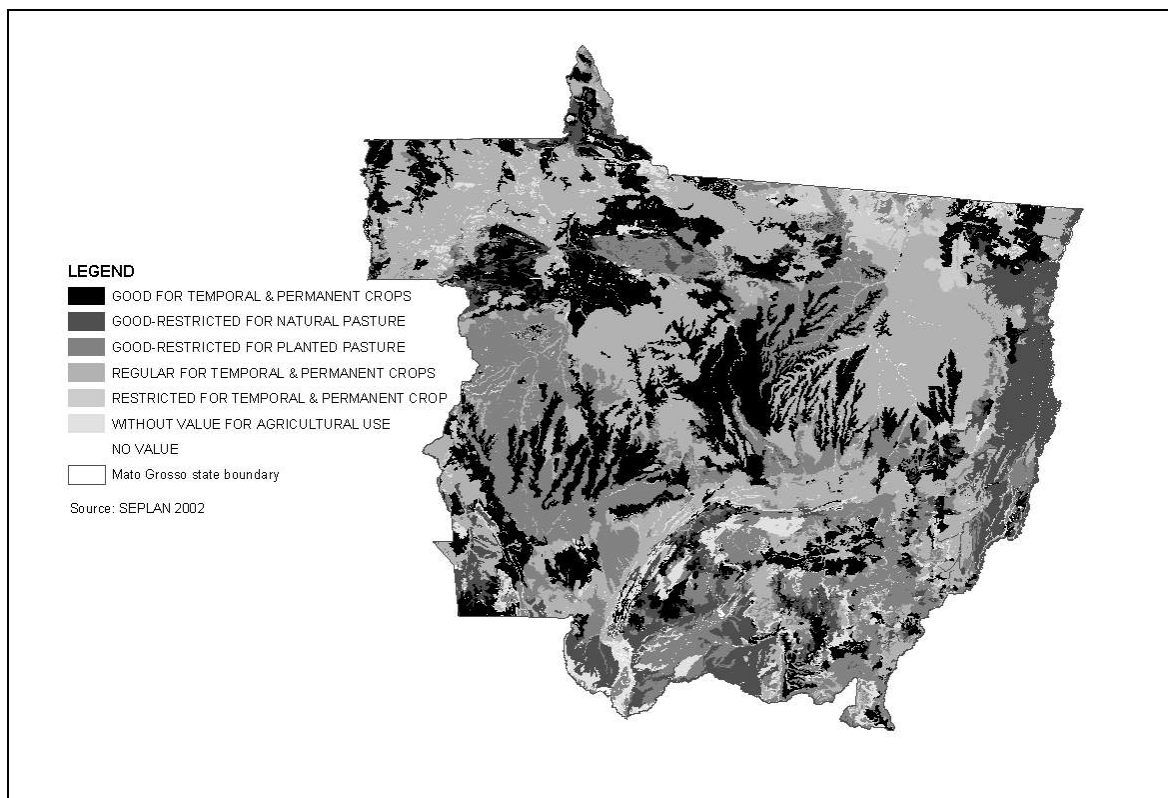 LEGEND
GOOD FOR TEMPORAL & PERMANENT CROPS
GOOD-RESTRICTED FOR NATURAL PASTURE
GOOD-RESTRICTED FOR PLANTED PASTURE
REGULAR FOR TEMPORAL & PERMANENT CROPS
RESTRICTED FOR TEMPORAL & PERMANENT CROP
WITHOUT VALUE FOR AGRICULTURAL USE
NO VALUE
Mato Grosso state boundary
Source: SEPLAN 2002